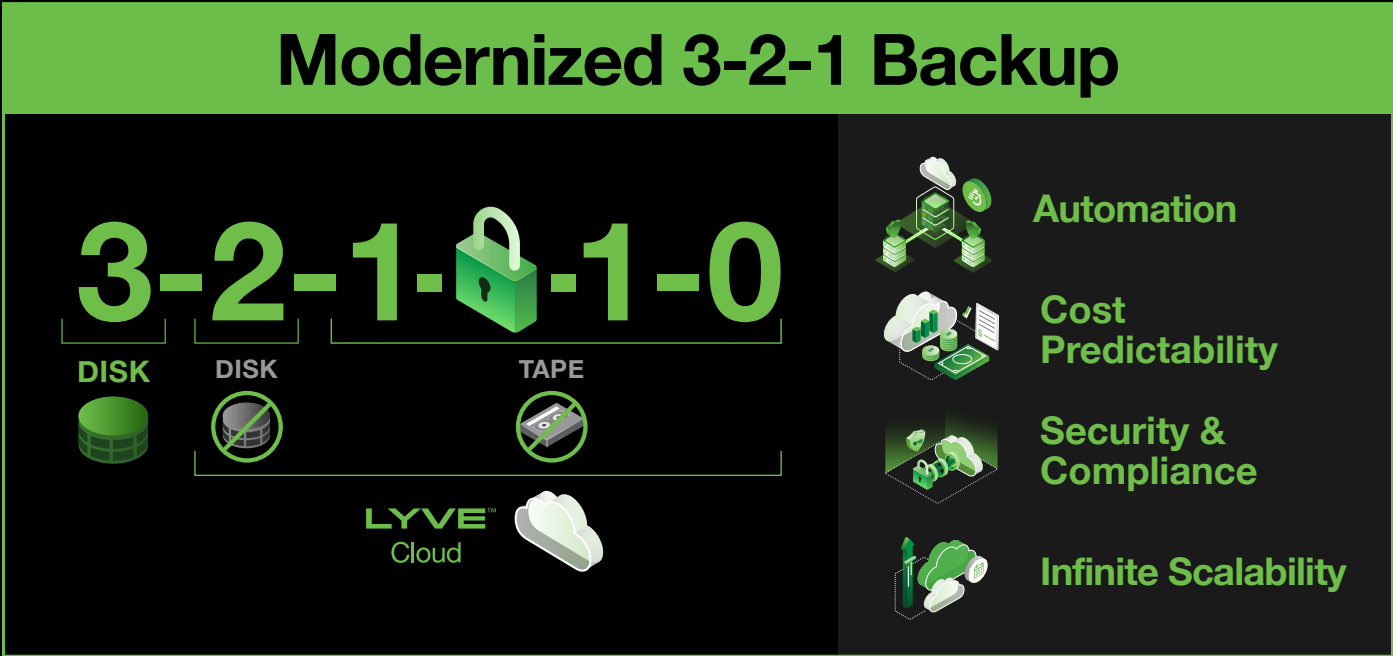 Modernized 3-2-1 Backup
3-2-1-
-1-0
DISK
DISK
TAPE
LYVE™
Cloud
Automation
Cost
Predictability
Security &
Compliance
Infinite Scalability